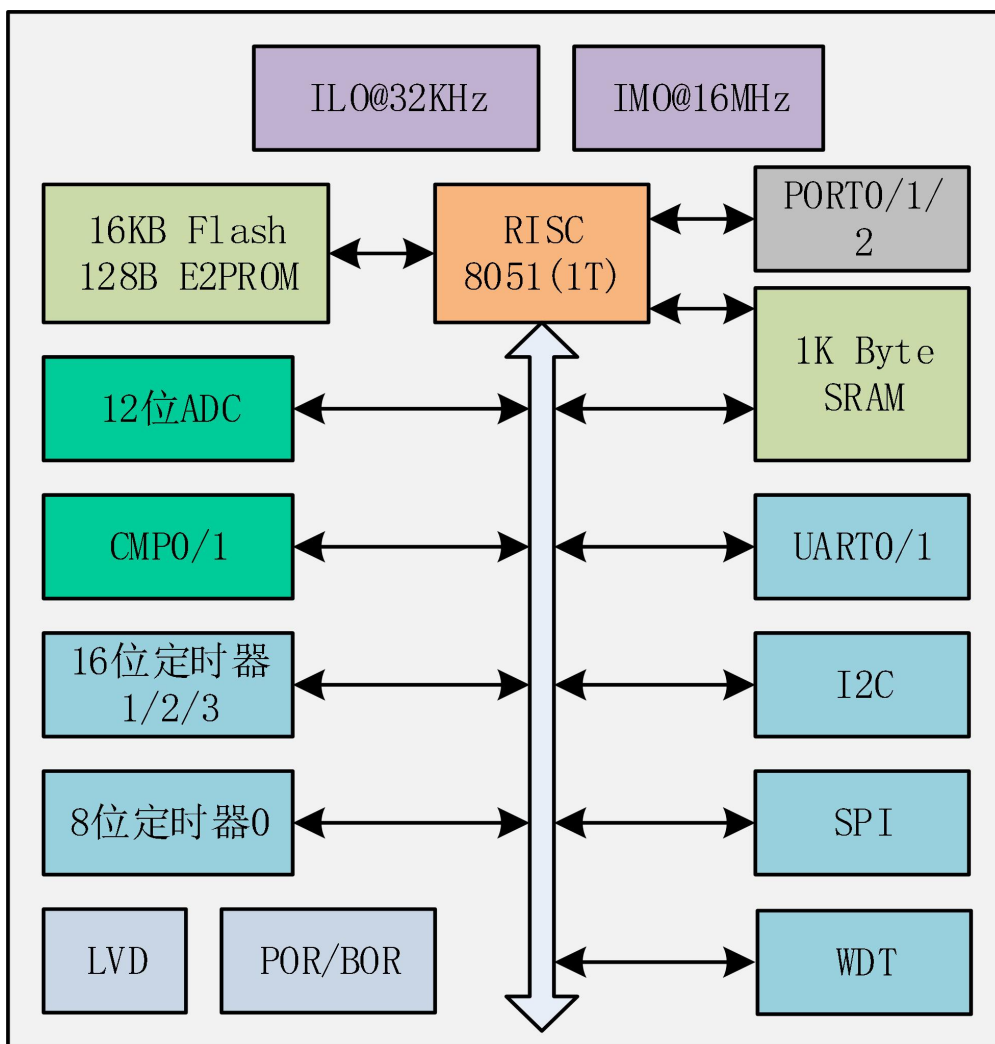 ILO@32KHz
IMO@16MHz
16KB Flash
128B E2PROM
RISC
8051(1T)
PORT0/1/
2
1K Byte
SRAM
12位ADC
CMP0/1
UART0/1
16位定时器
1/2/3
I2C
8位定时器0
SPI
LVD
POR/BOR
WDT